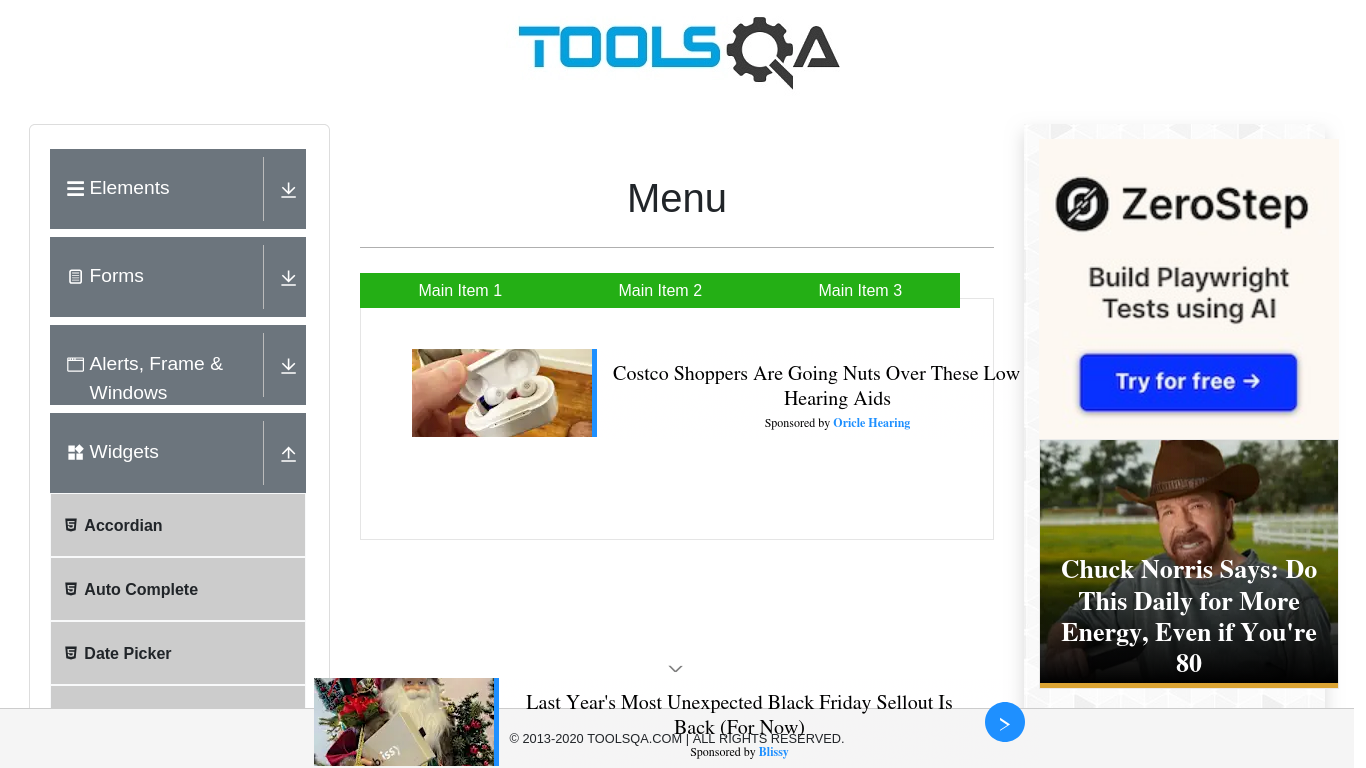 TOOLSQA
Elements
Forms
Alerts, Frame &
Windows
Widgets
Accordian
Auto Complete
Date Picker
Menu
Main Item 1
Main Item 2
Main Item 3
Costco Shoppers Are Going Nuts Over These Low
Hearing Aids
Sponsored by Oricle Hearing
ZeroStep
Build Playwright
Tests using AI
Try for free →
Chuck Norris Says: Do
This Daily for More
Energy, Even if You're
80
Last Year's Most Unexpected Black Friday Sellout Is
Back (For Now)
© 2013-2020 TOOLSQA.COM | ALL RIGHTS RESERVED.
Sponsored by Blissy